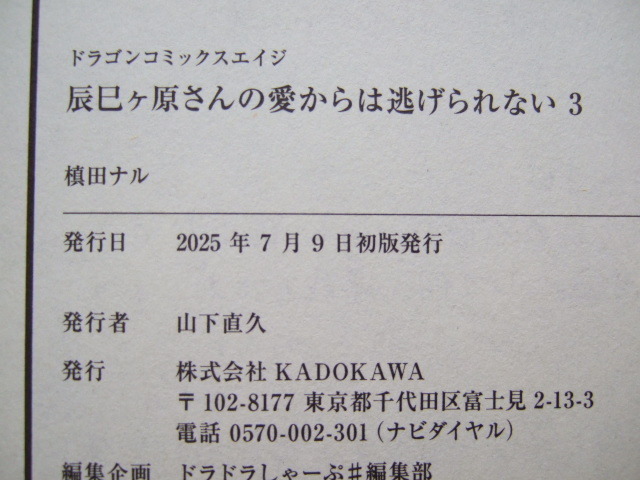 ドラゴンコミックスエイジ
辰巳ヶ原さんの愛からは逃げられない 3
槙田ナル
発行日 2025 年 7 月 9 日初版発行
発行者 山下直久
発行 株式会社 KADOKAWA
〒 102-8177 東京都千代田区富士見 2-13-3
電話 0570-002-301 (ナビダイヤル)
編集企画 ドラドラしゃーぷ♯編集部